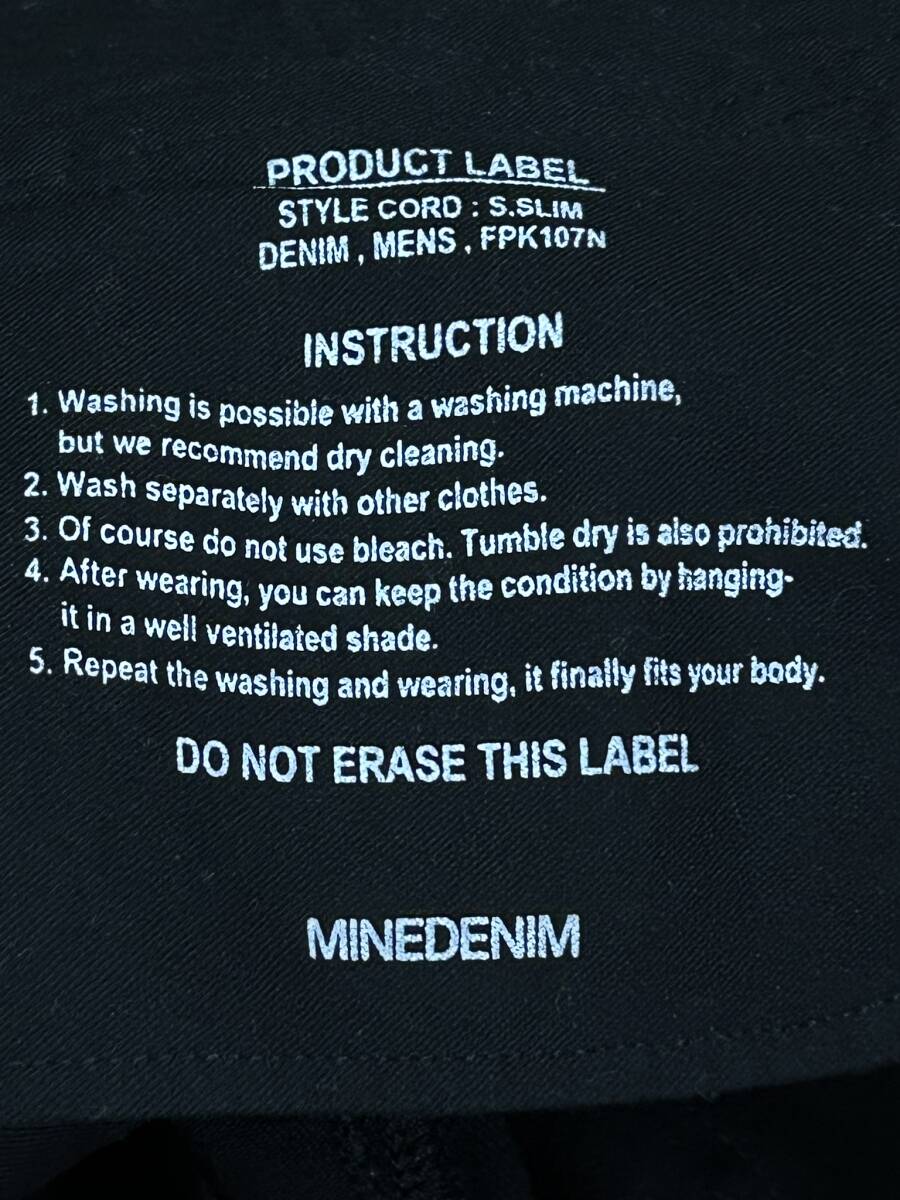 PRODUCT LABEL
STYLE CORD : S.SLIM
DENIM , MENS , FPK107N
INSTRUCTION
1. Washing is possible with a washing machine,
but we recommend dry cleaning.
2. Wash separately with other clothes.
3. Of course do not use bleach. Tumble dry is also prohibited.
4. After wearing, you can keep the condition by hanging-
it in a well ventilated shade.
5. Repeat the washing and wearing, it finally fits your body.
DO NOT ERASE THIS LABEL
MINEDENIM